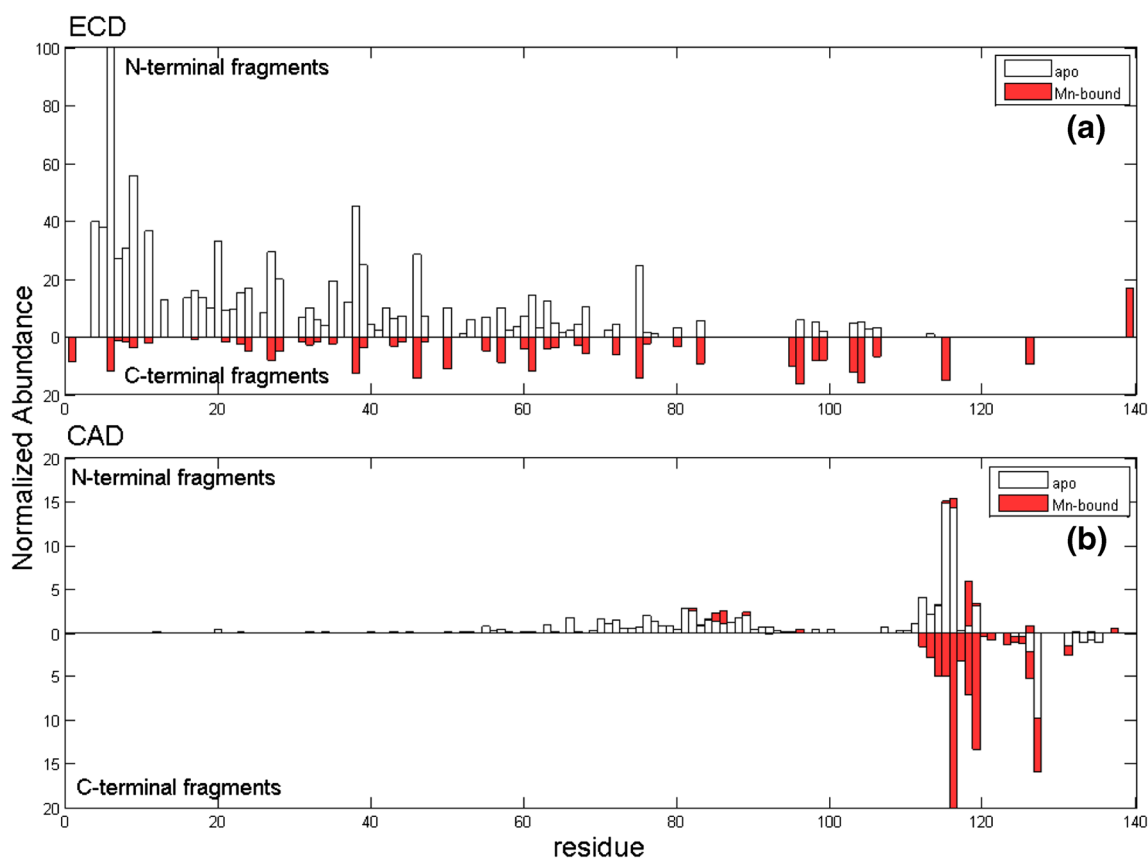 ECD
100
80
60
40
20
0
20
N-terminal fragments
C-terminal fragments
apo
Mn-bound
(a)
0 20 40 60 80 100 120 140
Normalized Abundance
CAD
20
15
10
5
0
5
10
15
20
N-terminal fragments
C-terminal fragments
apo
Mn-bound
(b)
0 20 40 60 80 100 120 140
residue